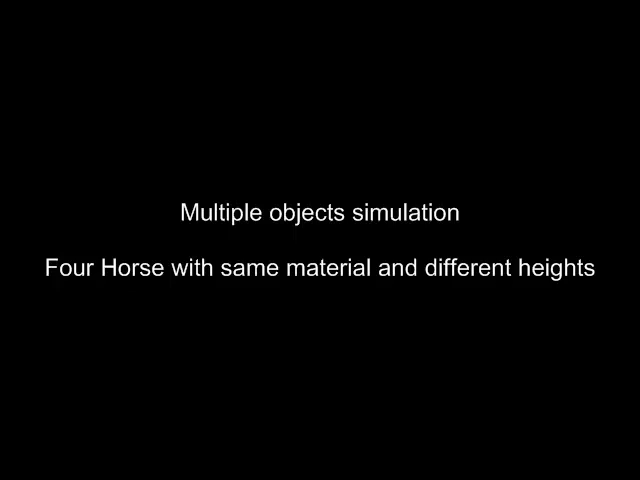 Multiple objects simulation
Four Horse with same material and different heights